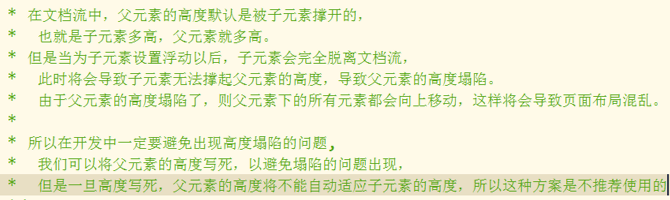 * 在文档流中，父元素的高度默认是被子元素撑开的，
* 也就是子元素多高，父元素就多高。
* 但是当为子元素设置浮动以后，子元素会完全脱离文档流，
* 此时将会导致子元素无法撑起父元素的高度，导致父元素的高度塌陷。
* 由于父元素的高度塌陷了，则父元素下的所有元素都会向上移动，这样将会导致页面布局混乱。
*
* 所以在开发中一定要避免出现高度塌陷的问题,
* 我们可以将父元素的高度写死，以避免塌陷的问题出现，
* 但是一旦高度写死，父元素的高度将不能自动适应子元素的高度，所以这种方案是不推荐使用的